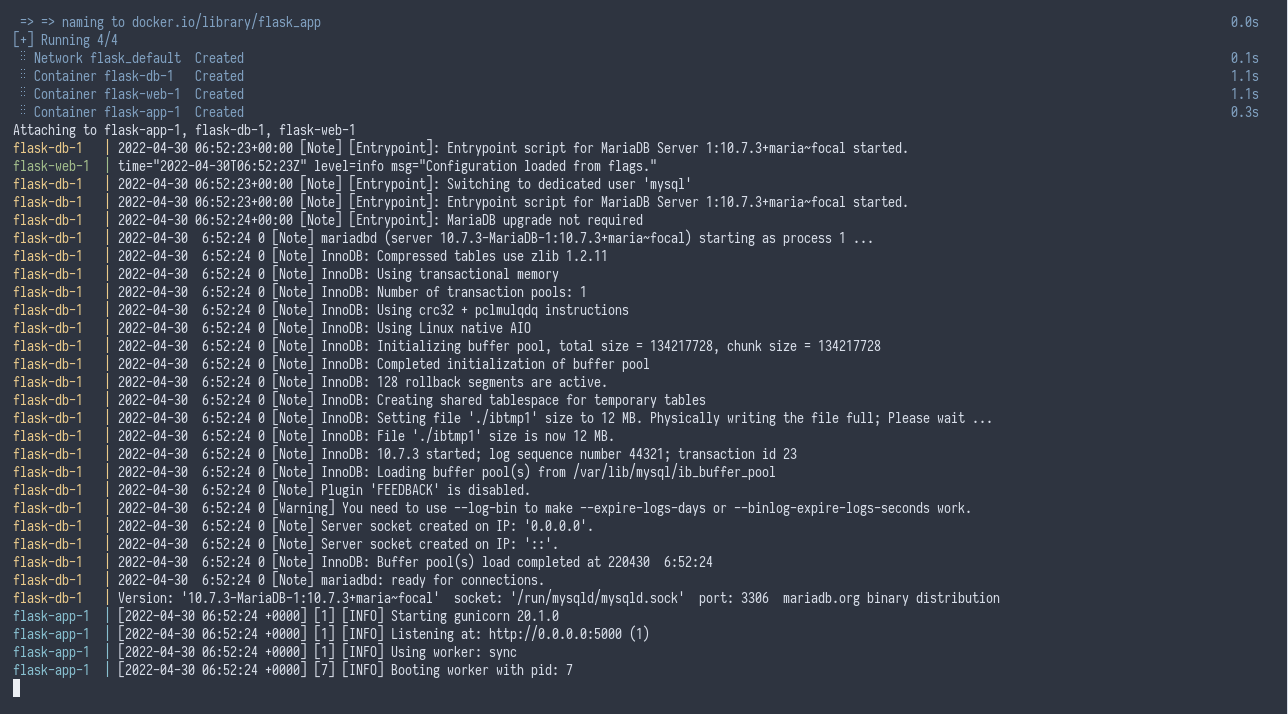 => => naming to docker.io/library/flask_app 0.0s
[+] Running 4/4
⠿ Network flask_default  Created 0.1s
⠿ Container flask-db-1   Created 1.1s
⠿ Container flask-web-1  Created 1.1s
⠿ Container flask-app-1  Created 0.3s
Attaching to flask-app-1, flask-db-1, flask-web-1
flask-db-1   | 2022-04-30 06:52:23+00:00 [Note] [Entrypoint]: Entrypoint script for MariaDB Server 1:10.7.3+maria~focal started.
flask-web-1  | time="2022-04-30T06:52:23Z" level=info msg="Configuration loaded from flags."
flask-db-1   | 2022-04-30 06:52:23+00:00 [Note] [Entrypoint]: Switching to dedicated user 'mysql'
flask-db-1   | 2022-04-30 06:52:23+00:00 [Note] [Entrypoint]: Entrypoint script for MariaDB Server 1:10.7.3+maria~focal started.
flask-db-1   | 2022-04-30 06:52:24+00:00 [Note] [Entrypoint]: MariaDB upgrade not required
flask-db-1   | 2022-04-30  6:52:24 0 [Note] mariadbd (server 10.7.3-MariaDB-1:10.7.3+maria~focal) starting as process 1 ...
flask-db-1   | 2022-04-30  6:52:24 0 [Note] InnoDB: Compressed tables use zlib 1.2.11
flask-db-1   | 2022-04-30  6:52:24 0 [Note] InnoDB: Using transactional memory
flask-db-1   | 2022-04-30  6:52:24 0 [Note] InnoDB: Number of transaction pools: 1
flask-db-1   | 2022-04-30  6:52:24 0 [Note] InnoDB: Using crc32 + pclmulqdq instructions
flask-db-1   | 2022-04-30  6:52:24 0 [Note] InnoDB: Using Linux native AIO
flask-db-1   | 2022-04-30  6:52:24 0 [Note] InnoDB: Initializing buffer pool, total size = 134217728, chunk size = 134217728
flask-db-1   | 2022-04-30  6:52:24 0 [Note] InnoDB: Completed initialization of buffer pool
flask-db-1   | 2022-04-30  6:52:24 0 [Note] InnoDB: 128 rollback segments are active.
flask-db-1   | 2022-04-30  6:52:24 0 [Note] InnoDB: Creating shared tablespace for temporary tables
flask-db-1   | 2022-04-30  6:52:24 0 [Note] InnoDB: Setting file './ibtmp1' size to 12 MB. Physically writing the file full; Please wait ...
flask-db-1   | 2022-04-30  6:52:24 0 [Note] InnoDB: File './ibtmp1' size is now 12 MB.
flask-db-1   | 2022-04-30  6:52:24 0 [Note] InnoDB: 10.7.3 started; log sequence number 44321; transaction id 23
flask-db-1   | 2022-04-30  6:52:24 0 [Note] InnoDB: Loading buffer pool(s) from /var/lib/mysql/ib_buffer_pool
flask-db-1   | 2022-04-30  6:52:24 0 [Note] Plugin 'FEEDBACK' is disabled.
flask-db-1   | 2022-04-30  6:52:24 0 [Warning] You need to use --log-bin to make --expire-logs-days or --binlog-expire-logs-seconds work.
flask-db-1   | 2022-04-30  6:52:24 0 [Note] Server socket created on IP: '0.0.0.0'.
flask-db-1   | 2022-04-30  6:52:24 0 [Note] Server socket created on IP: '::'.
flask-db-1   | 2022-04-30  6:52:24 0 [Note] InnoDB: Buffer pool(s) load completed at 220430  6:52:24
flask-db-1   | 2022-04-30  6:52:24 0 [Note] mariadbd: ready for connections.
flask-db-1   | Version: '10.7.3-MariaDB-1:10.7.3+maria~focal'  socket: '/run/mysqld/mysqld.sock'  port: 3306  mariadb.org binary distribution
flask-app-1  | [2022-04-30 06:52:24 +0000] [1] [INFO] Starting gunicorn 20.1.0
flask-app-1  | [2022-04-30 06:52:24 +0000] [1] [INFO] Listening at: http://0.0.0.0:5000 (1)
flask-app-1  | [2022-04-30 06:52:24 +0000] [1] [INFO] Using worker: sync
flask-app-1  | [2022-04-30 06:52:24 +0000] [7] [INFO] Booting worker with pid: 7